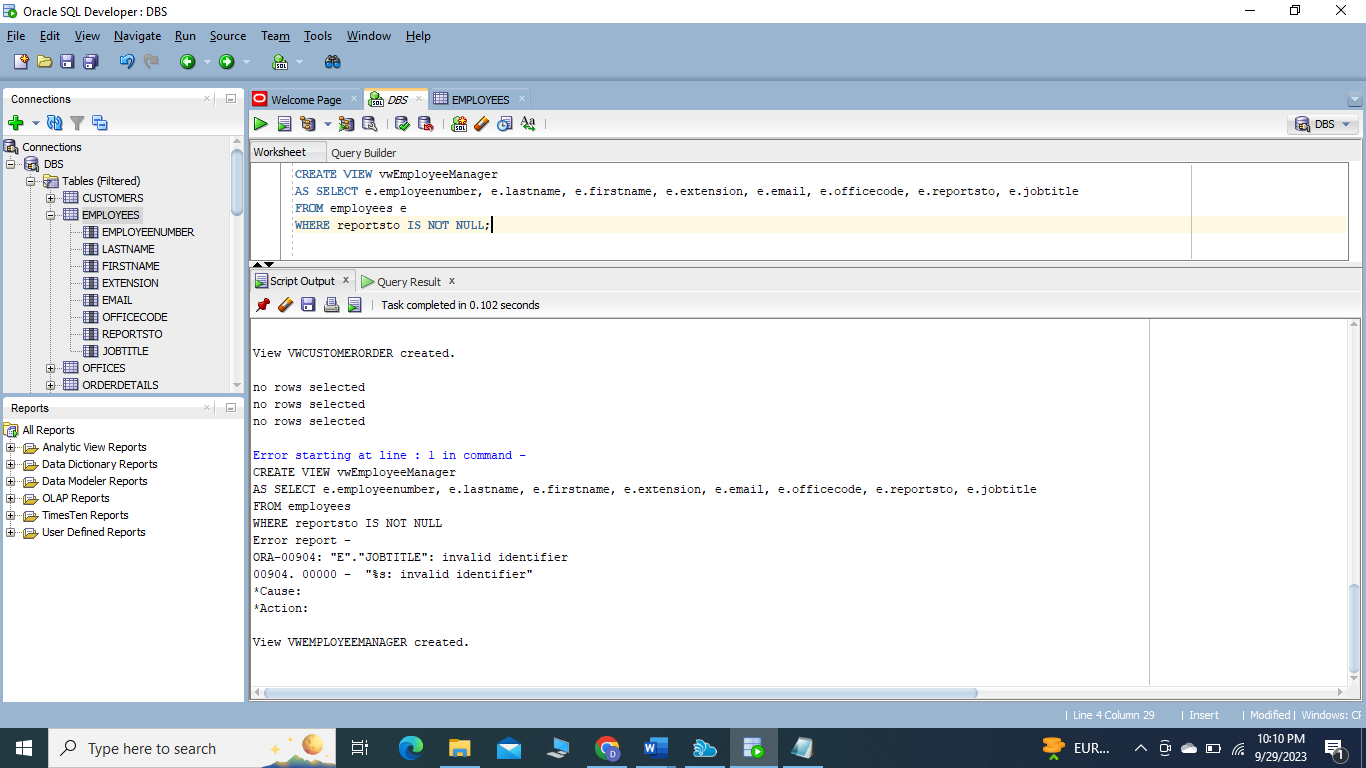 Oracle SQL Developer : DBS
File Edit View Navigate Run Source Team Tools Window Help
Connections
Connections
DBS
Tables (Filtered)
CUSTOMERS
EMPLOYEES
EMPLOYEENUMBER
LASTNAME
FIRSTNAME
EXTENSION
EMAIL
OFFICECODE
REPORTSTO
JOBTITLE
OFFICES
ORDERDETAILS
Reports
All Reports
Analytic View Reports
Data Dictionary Reports
Data Modeler Reports
OLAP Reports
TimesTen Reports
User Defined Reports
Welcome Page DBS EMPLOYEES
DBS
Worksheet Query Builder
CREATE VIEW vwEmployeeManager
AS SELECT e.employeenumber, e.lastname, e.firstname, e.extension, e.email, e.officecode, e.reportsto, e.jobtitle
FROM employees e
WHERE reportsto IS NOT NULL;
Script Output x Query Result x
Task completed in 0.102 seconds
View VWCUSTOMERORDER created.
no rows selected
no rows selected
no rows selected
Error starting at line : 1 in command -
CREATE VIEW vwEmployeeManager
AS SELECT e.employeenumber, e.lastname, e.firstname, e.extension, e.email, e.officecode, e.reportsto, e.jobtitle
FROM employees
WHERE reportsto IS NOT NULL
Error report -
ORA-00904: "E"."JOBTITLE": invalid identifier
00904. 00000 -  "%s: invalid identifier"
*Cause:
*Action:
View VWEMPLOYEEMANAGER created.
Line 4 Column 29 Insert Modified Windows: CF
Type here to search
EUR...
10:10 PM
9/29/2023
1